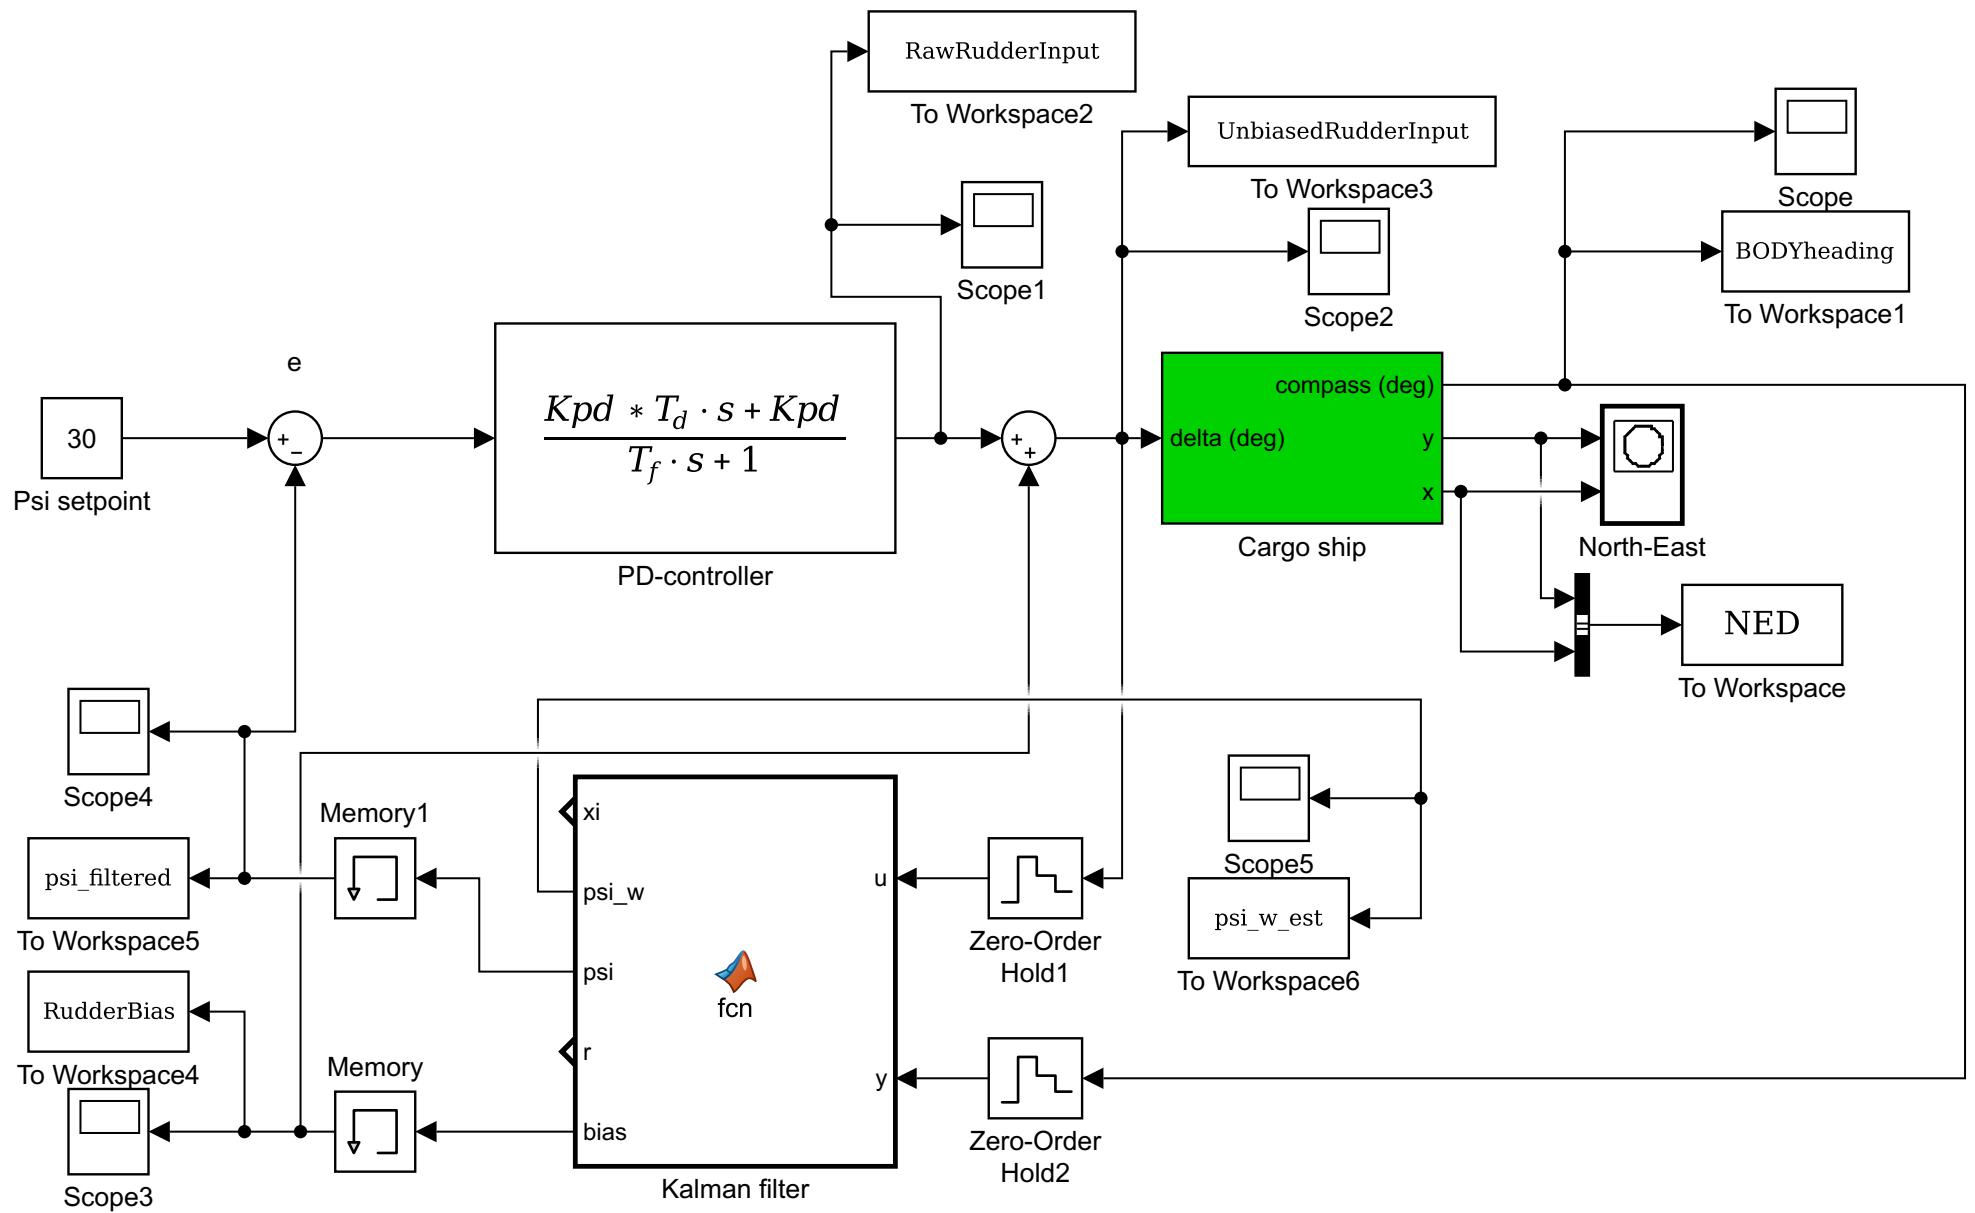 RawRudderInput
To Workspace2
UnbiasedRudderInput
To Workspace3
Scope
BODYheading
To Workspace1
Scope1
Scope2
e
30
Psi setpoint
+
−
Kpd ∗ T_d · s + Kpd
T_f · s + 1
PD-controller
+
+
compass (deg)
delta (deg)
y
x
Cargo ship
North-East
NED
To Workspace
Scope4
Memory1
xi
psi_filtered
To Workspace5
psi_w
u
Zero-Order
Hold1
Scope5
psi_w_est
To Workspace6
psi
fcn
RudderBias
To Workspace4
Memory
r
y
Zero-Order
Hold2
bias
Scope3
Kalman filter